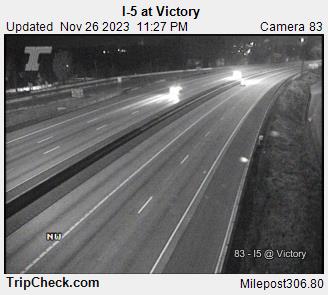 I-5 at Victory
Updated Nov 26 2023 11:27 PM Camera 83
T
NW
83 - I5 @ Victory
TripCheck.com Milepost306.80